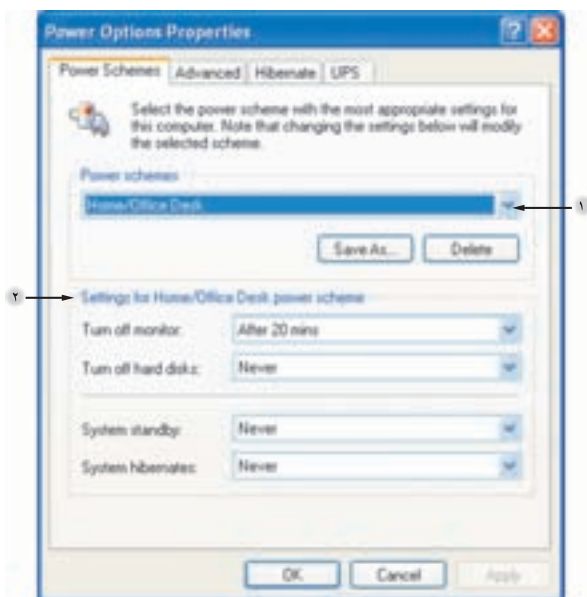 Power Options Properties
Power Schemes Advanced Hibernate UPS
Select the power scheme with the most appropriate settings for
this computer. Note that changing the settings below will modify
the selected scheme.
Power schemes
Home/Office Desk
۱
Save As... Delete
۲
Settings for Home/Office Desk power scheme
Turn off monitor: After 20 mins
Turn off hard disks: Never
System standby: Never
System hibernates: Never
OK Cancel Apply